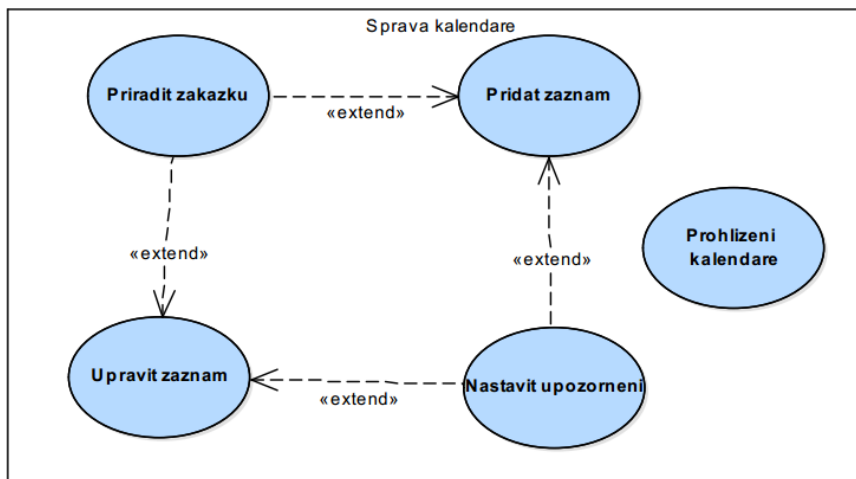 Sprava kalendare
Priradit zakazku
Pridat zaznam
«extend»
Prohlizeni
kalendare
«extend»
«extend»
Upravit zaznam
Nastavit upozorneni
«extend»